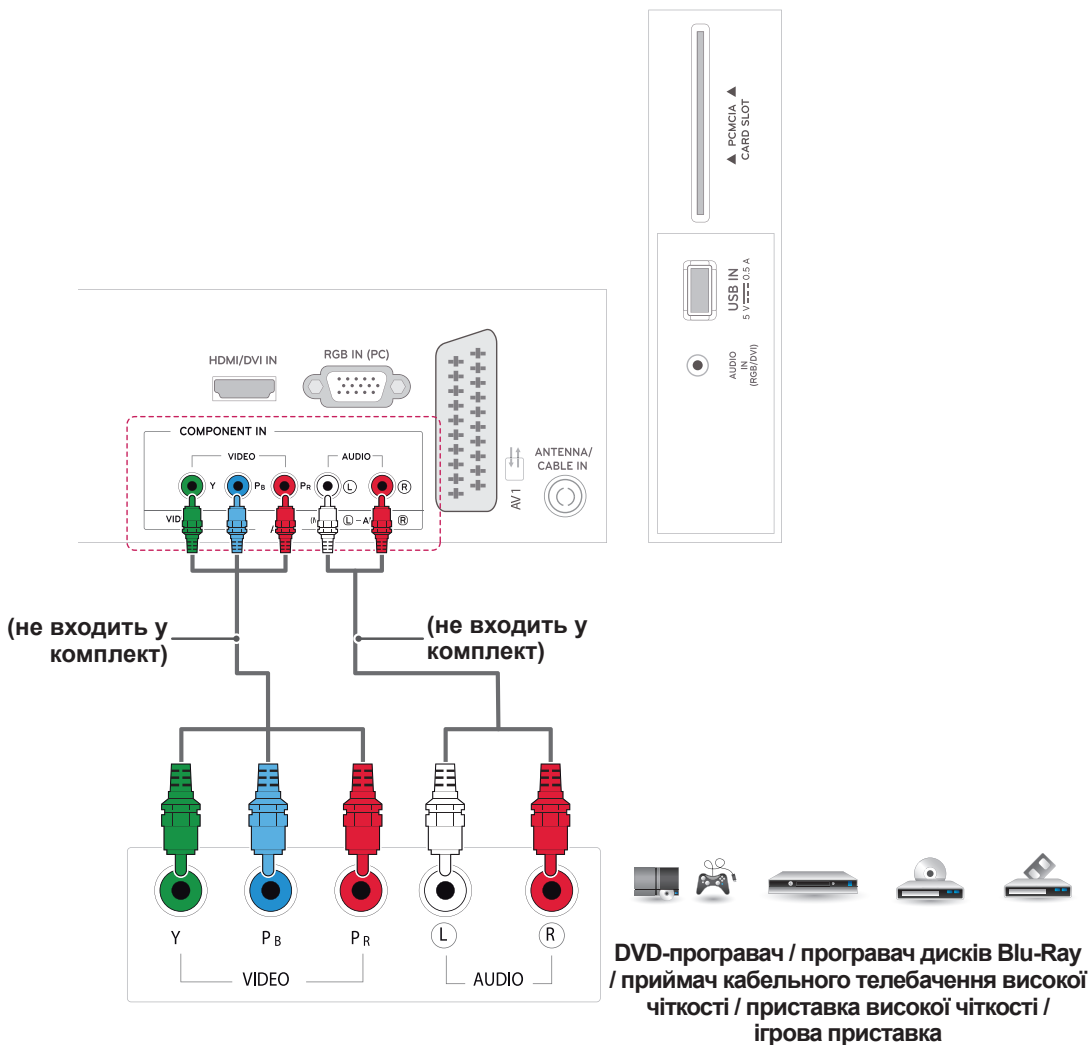 ▲ PCMCIA ▲
CARD SLOT
USB IN
5 V 0.5 A
AUDIO
IN
(RGB/DVI)
HDMI/DVI IN
RGB IN (PC)
COMPONENT IN
VIDEO
AUDIO
Y
PB
PR
L
R
AV 1
ANTENNA/
CABLE IN
L
R
(не входить у
комплект)
(не входить у
комплект)
Y
PB
PR
L
R
VIDEO
AUDIO
DVD-програвач / програвач дисків Blu-Ray
/ приймач кабельного телебачення високої
чіткості / приставка високої чіткості /
ігрова приставка